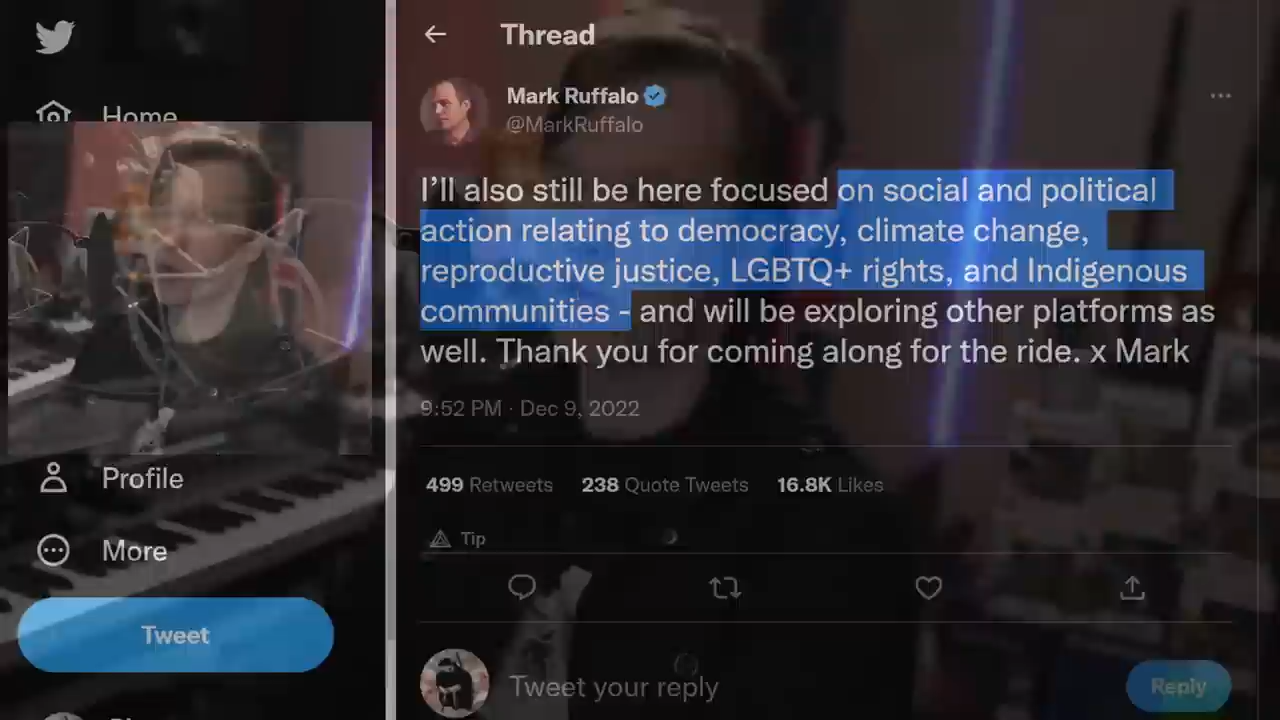 Thread
Home
Mark Ruffalo
@MarkRuffalo
I'll also still be here focused on social and political
action relating to democracy, climate change,
reproductive justice, LGBTQ+ rights, and Indigenous
communities - and will be exploring other platforms as
well. Thank you for coming along for the ride. x Mark
9:52 PM · Dec 9, 2022
499 Retweets 238 Quote Tweets 16.8K Likes
Tip
Profile
More
Tweet
Tweet your reply
Reply